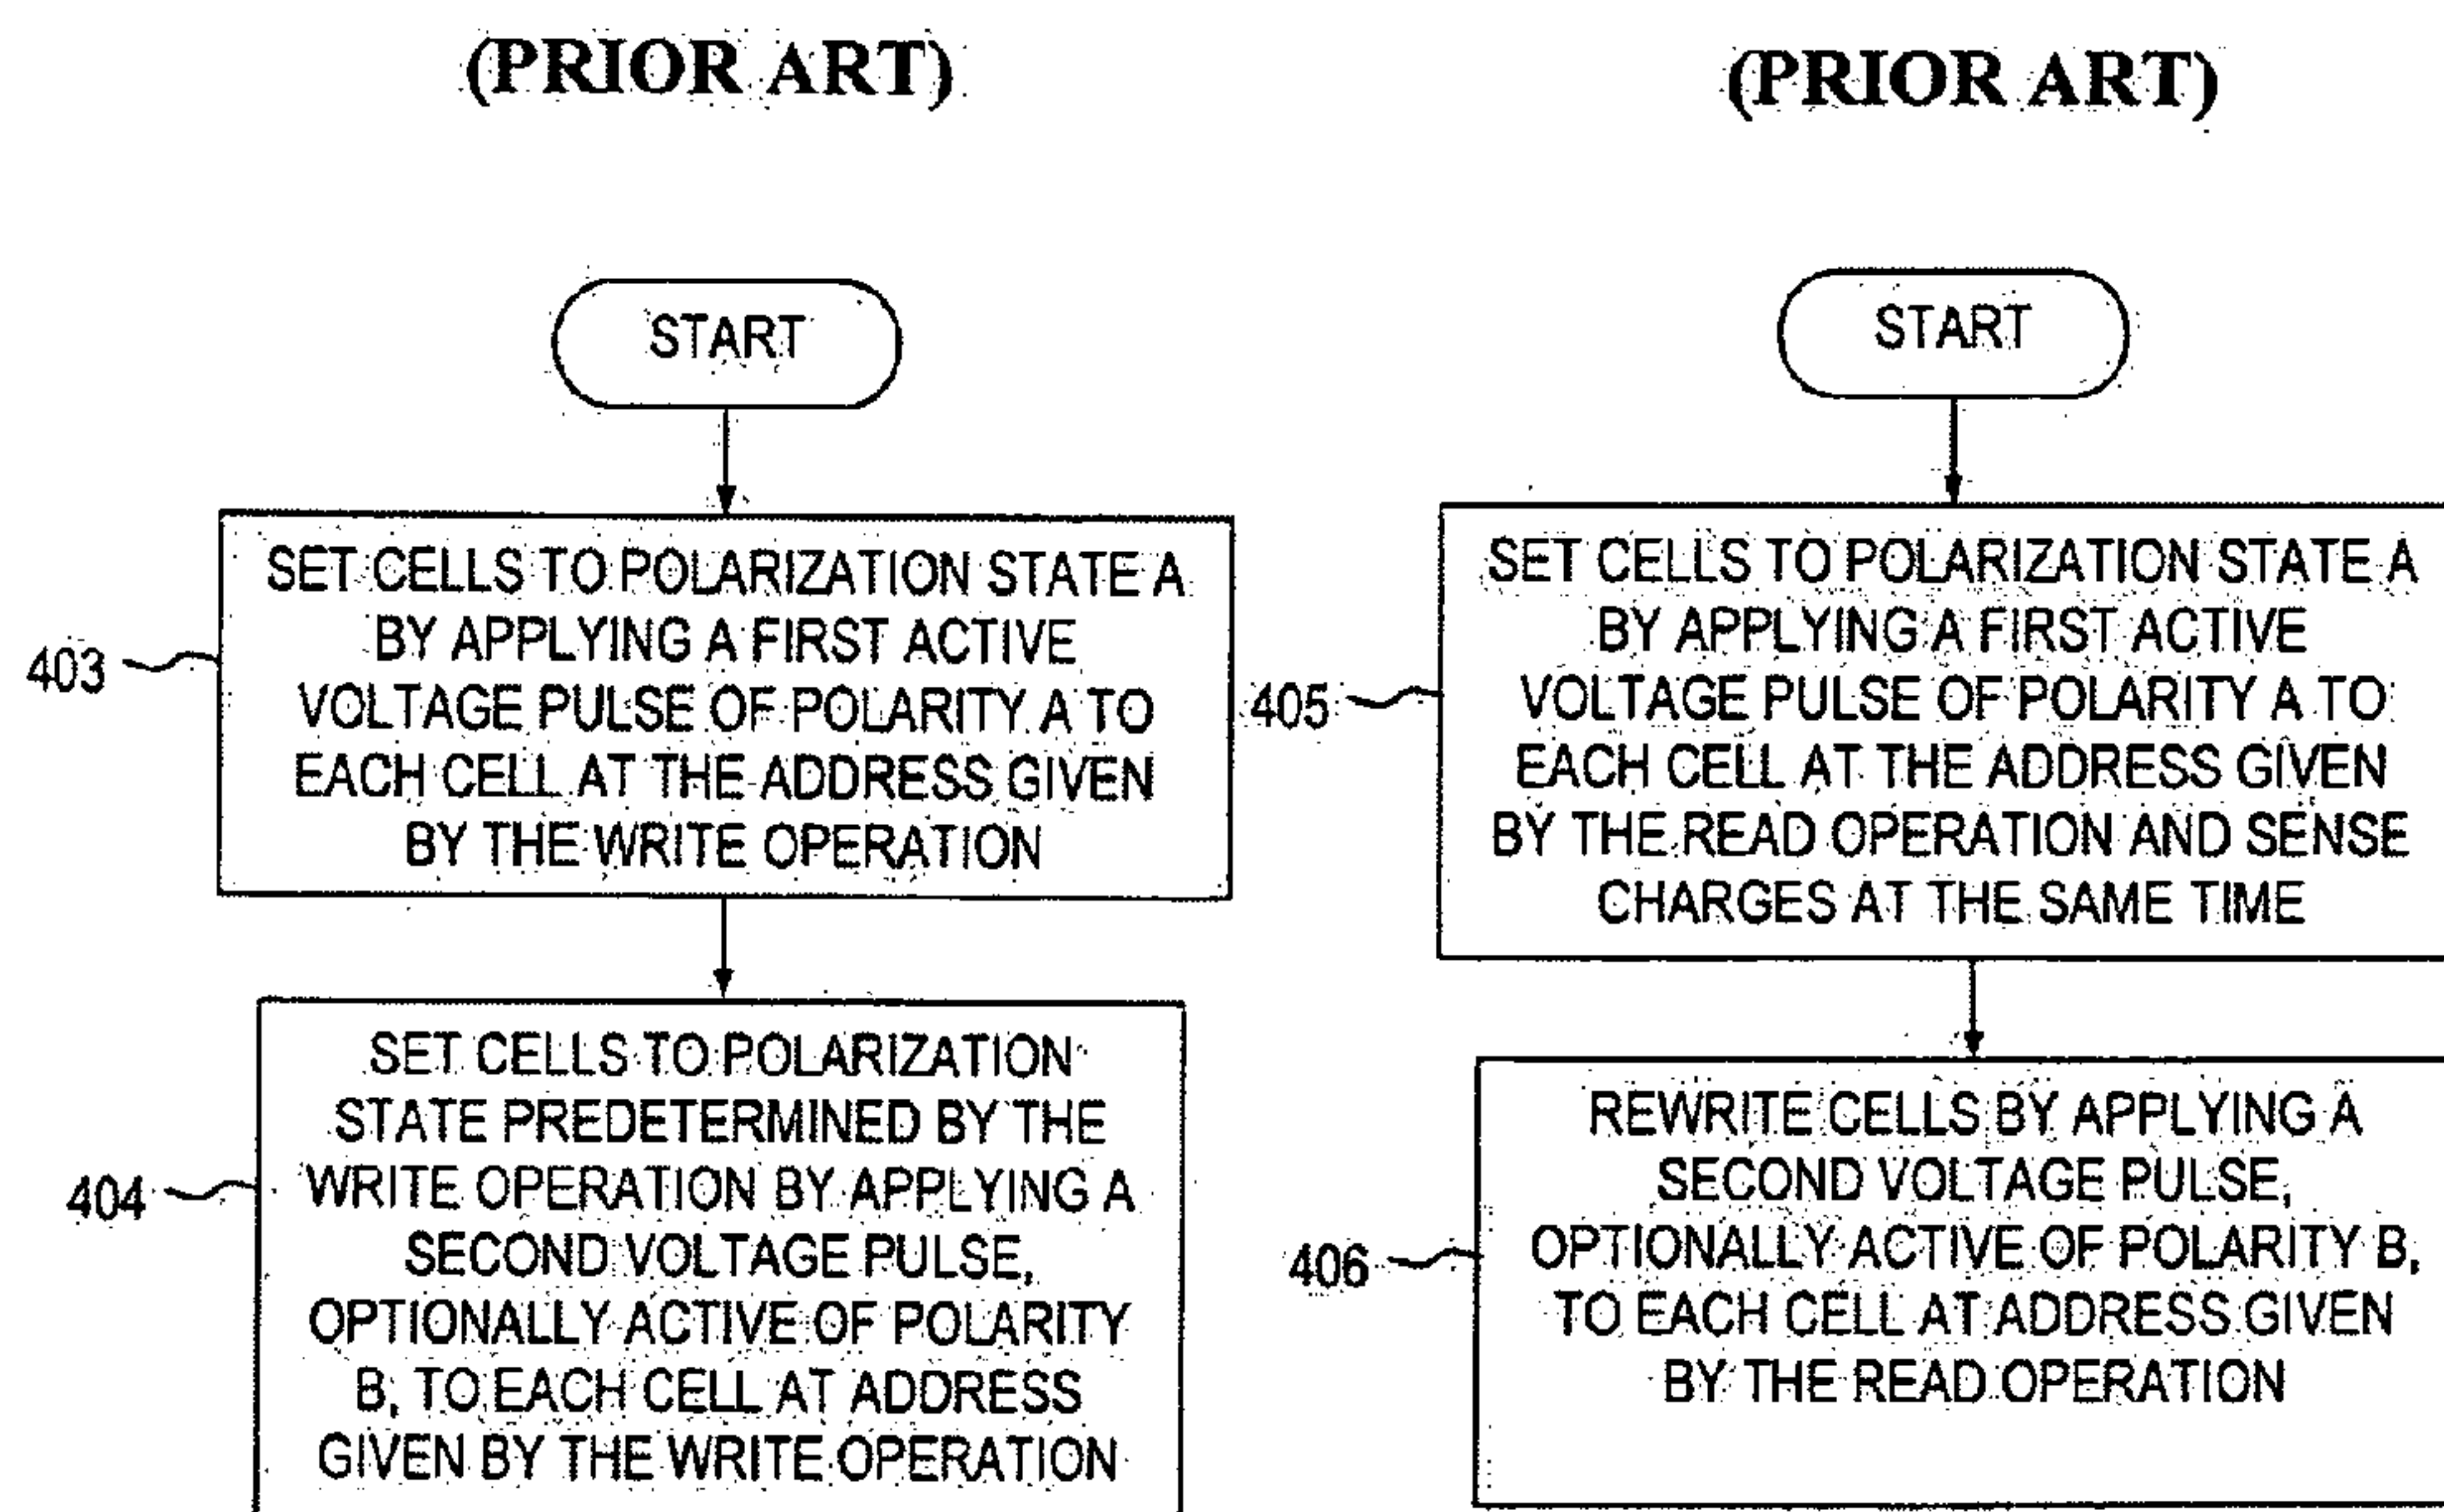 (PRIOR ART)
START
403
SET CELLS TO POLARIZATION STATE A
BY APPLYING A FIRST ACTIVE
VOLTAGE PULSE OF POLARITY A TO
EACH CELL AT THE ADDRESS GIVEN
BY THE WRITE OPERATION
404
SET CELLS TO POLARIZATION
STATE PREDETERMINED BY THE
WRITE OPERATION BY APPLYING A
SECOND VOLTAGE PULSE,
OPTIONALLY ACTIVE OF POLARITY
B, TO EACH CELL AT ADDRESS
GIVEN BY THE WRITE OPERATION
(PRIOR ART)
START
405
SET CELLS TO POLARIZATION STATE A
BY APPLYING A FIRST ACTIVE
VOLTAGE PULSE OF POLARITY A TO
EACH CELL AT THE ADDRESS GIVEN
BY THE READ OPERATION AND SENSE
CHARGES AT THE SAME TIME
406
REWRITE CELLS BY APPLYING A
SECOND VOLTAGE PULSE,
OPTIONALLY ACTIVE OF POLARITY B,
TO EACH CELL AT ADDRESS GIVEN
BY THE READ OPERATION